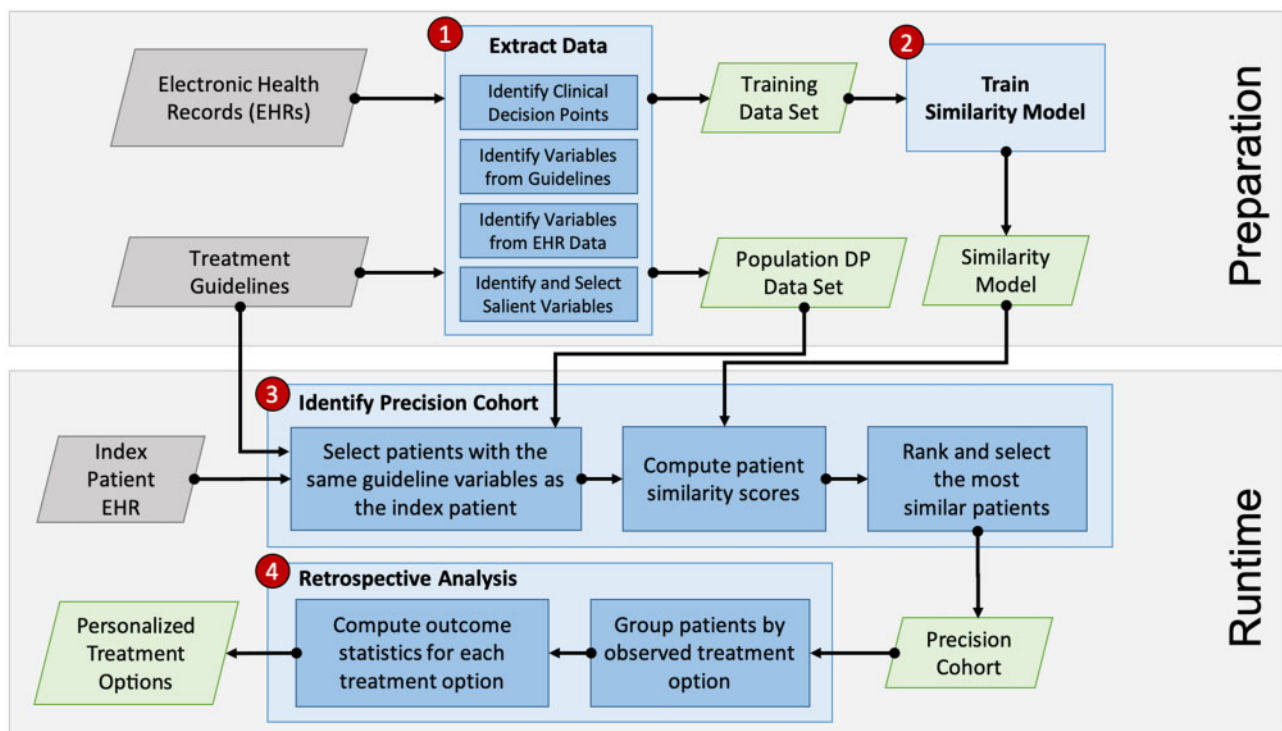 1
Extract Data
Electronic Health
Records (EHRs)
Identify Clinical
Decision Points
Identify Variables
from Guidelines
Identify Variables
from EHR Data
Identify and Select
Salient Variables
Treatment
Guidelines
Training
Data Set
Population DP
Data Set
2
Train
Similarity Model
Similarity
Model
Preparation
3
Identify Precision Cohort
Index
Patient
EHR
Select patients with the
same guideline variables as
the index patient
Compute patient
similarity scores
Rank and select
the most
similar patients
4
Retrospective Analysis
Personalized
Treatment
Options
Compute outcome
statistics for each
treatment option
Group patients by
observed treatment
option
Precision
Cohort
Runtime